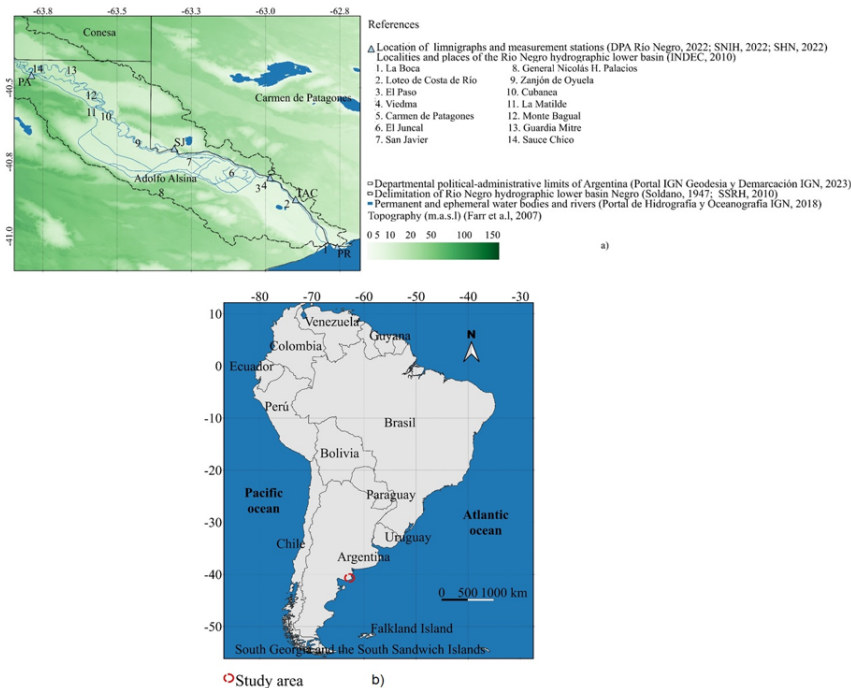 -63.8 -63.5 -63.3 -63.0 -62.8
-40.5
-40.8
-41.0
Conesa
Carmen de Patagones
Adolfo Alsina
PA
14
13
12
11 10
9
SJ
7
6
5
4
3
8
TAC
2
1
PR
References
Location of limnigraphs and measurement stations (DPA Río Negro, 2022; SNIH, 2022; SHN, 2022)
Localities and places of the Rio Negro hydrographic lower basin (INDEC, 2010)
1. La Boca 8. General Nicolás H. Palacios
2. Loteo de Costa de Río 9. Zanjón de Oyuela
3. El Paso 10. Cubanea
4. Viedma 11. La Matilde
5. Carmen de Patagones 12. Monte Bagual
6. El Juncal 13. Guardia Mitre
7. San Javier 14. Sauce Chico
Departmental political-administrative limits of Argentina (Portal IGN Geodesia y Demarcación IGN, 2023)
Delimitation of Rio Negro hydrographic lower basin Negro (Soldano, 1947; SSRH, 2010)
Permanent and ephemeral water bodies and rivers (Portal de Hidrografía y Oceanografía IGN, 2018)
Topography (m.a.s.l) (Farr et a.l, 2007)
0 5 10 20 50 100 150
a)
-80 -70 -60 -50 -40 -30
10
0
-10
-20
-30
-40
-50
Venezuela
Guyana
Colombia
Ecuador
Perú
Brasil
Bolivia
Paraguay
Uruguay
Chile
Argentina
Pacific
ocean
Atlantic
ocean
N
0 500 1000 km
Falkland Island
South Georgia and the South Sandwich Islands
Study area b)